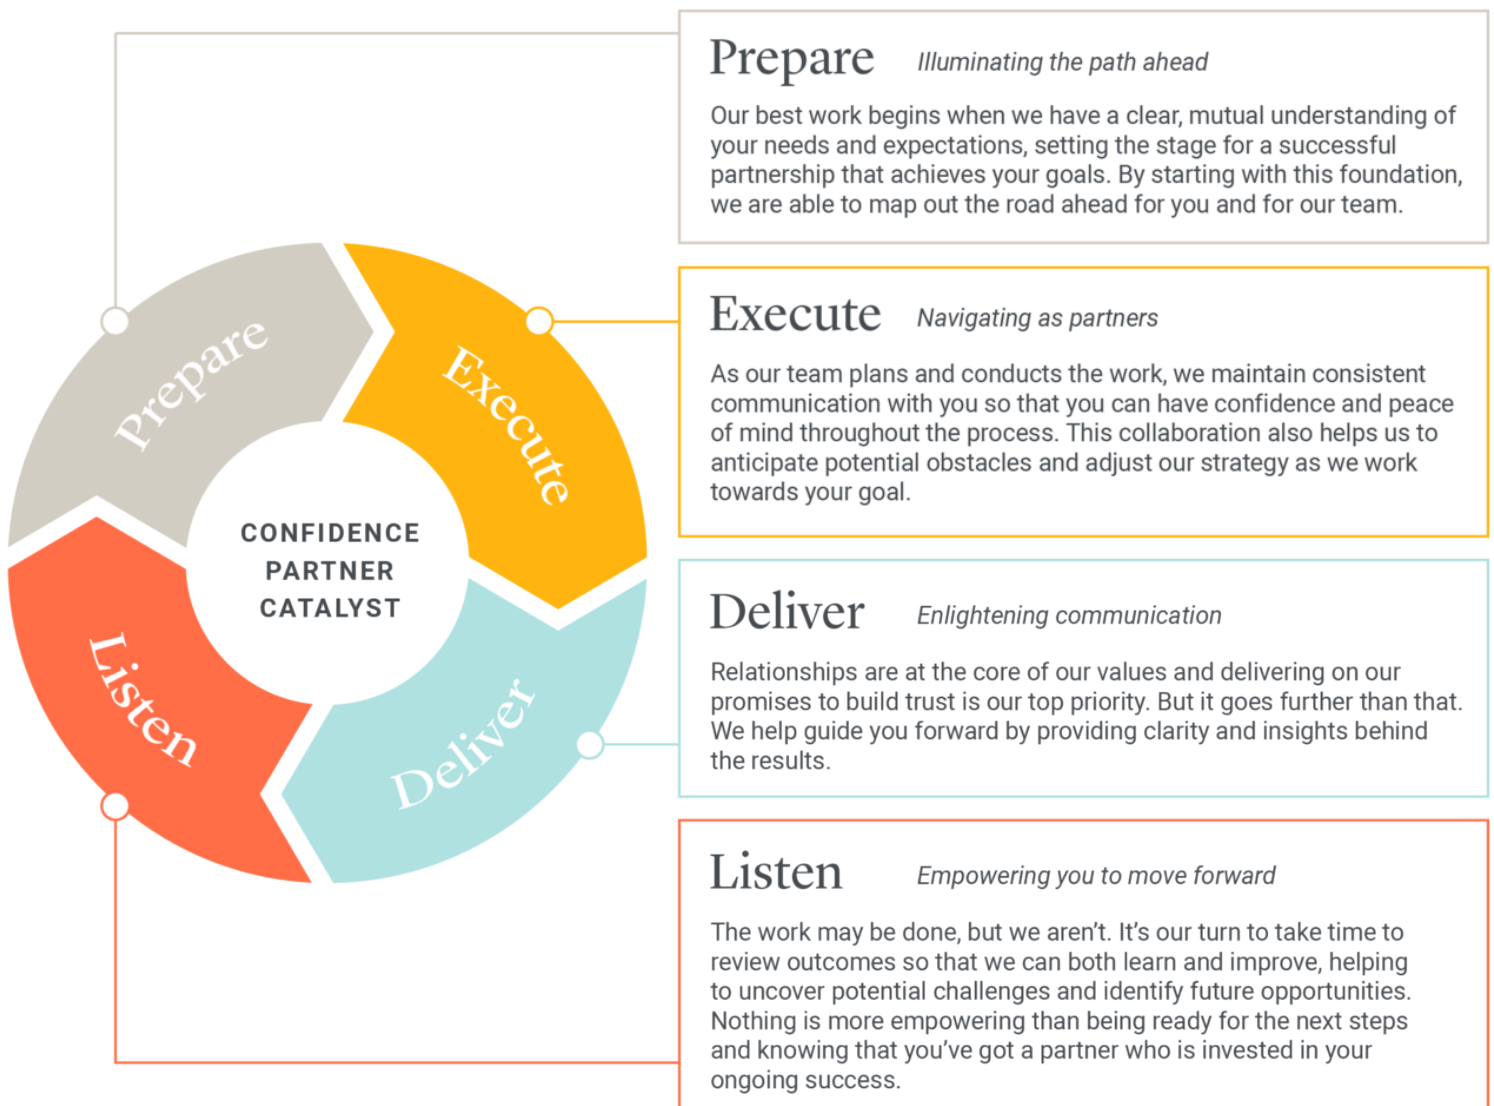 Prepare Illuminating the path ahead
Our best work begins when we have a clear, mutual understanding of
your needs and expectations, setting the stage for a successful
partnership that achieves your goals. By starting with this foundation,
we are able to map out the road ahead for you and for our team.
Execute Navigating as partners
As our team plans and conducts the work, we maintain consistent
communication with you so that you can have confidence and peace
of mind throughout the process. This collaboration also helps us to
anticipate potential obstacles and adjust our strategy as we work
towards your goal.
Deliver Enlightening communication
Relationships are at the core of our values and delivering on our
promises to build trust is our top priority. But it goes further than that.
We help guide you forward by providing clarity and insights behind
the results.
Listen Empowering you to move forward
The work may be done, but we aren’t. It’s our turn to take time to
review outcomes so that we can both learn and improve, helping
to uncover potential challenges and identify future opportunities.
Nothing is more empowering than being ready for the next steps
and knowing that you’ve got a partner who is invested in your
ongoing success.
Prepare
Execute
Deliver
Listen
CONFIDENCE
PARTNER
CATALYST